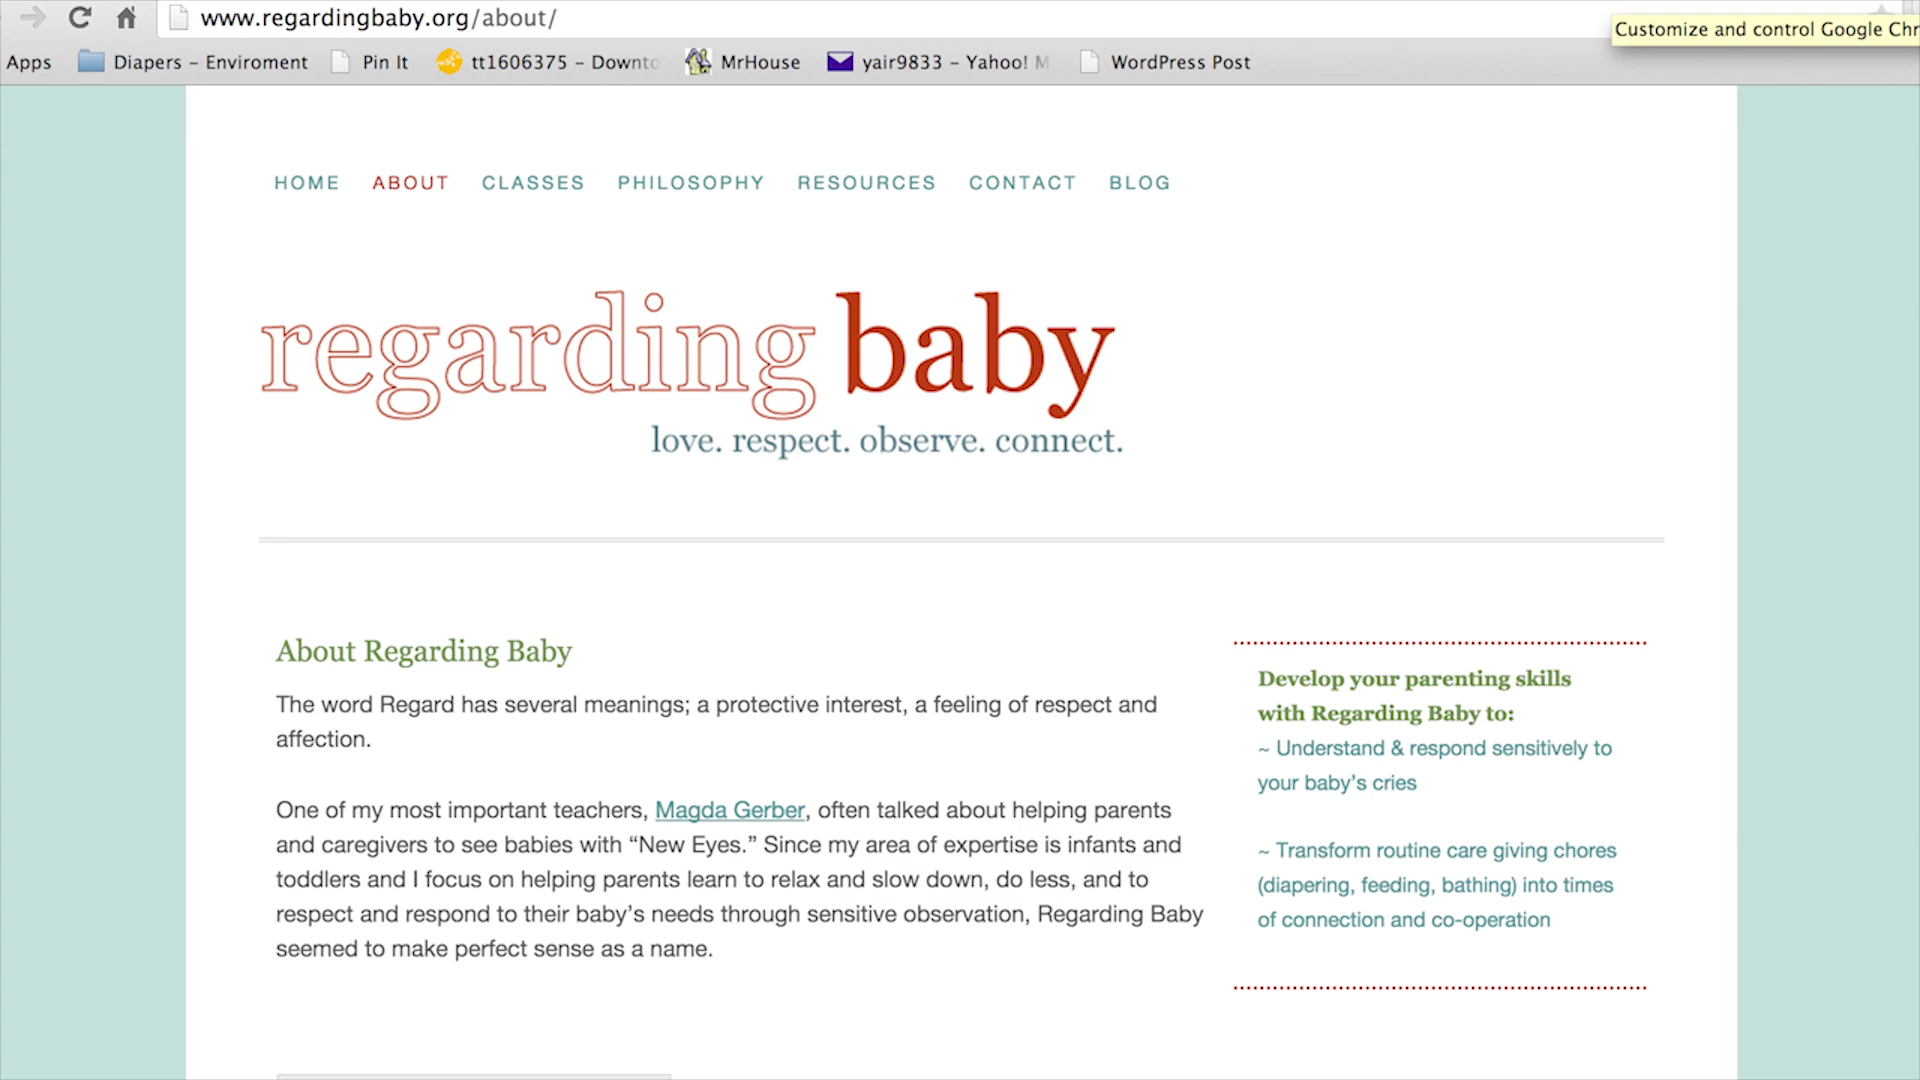 www.regardingbaby.org/about/
Customize and control Google Chr
Apps Diapers – Enviroment Pin It tt1606375 – Downto MrHouse yair9833 – Yahoo! M WordPress Post
HOME ABOUT CLASSES PHILOSOPHY RESOURCES CONTACT BLOG
regarding baby
love. respect. observe. connect.
About Regarding Baby
The word Regard has several meanings; a protective interest, a feeling of respect and
affection.
One of my most important teachers, Magda Gerber, often talked about helping parents
and caregivers to see babies with “New Eyes.” Since my area of expertise is infants and
toddlers and I focus on helping parents learn to relax and slow down, do less, and to
respect and respond to their baby’s needs through sensitive observation, Regarding Baby
seemed to make perfect sense as a name.
Develop your parenting skills
with Regarding Baby to:
~ Understand & respond sensitively to
your baby’s cries
~ Transform routine care giving chores
(diapering, feeding, bathing) into times
of connection and co-operation